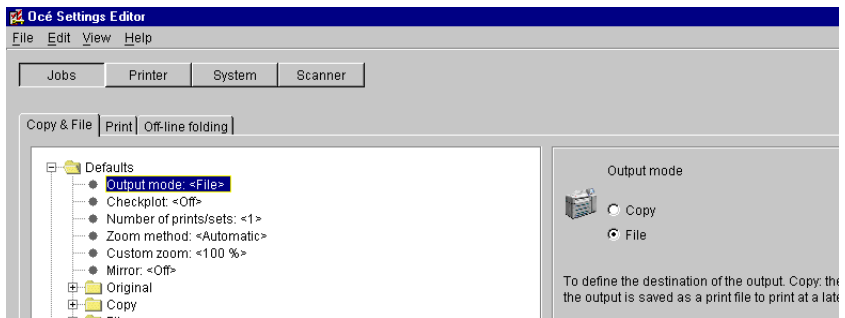 Océ Settings Editor
File Edit View Help
Jobs Printer System Scanner
Copy & File Print Off-line folding
Defaults
Output mode: <File>
Checkplot: <Off>
Number of prints/sets: <1>
Zoom method: <Automatic>
Custom zoom: <100 %>
Mirror: <Off>
Original
Copy
Output mode
Copy
File
To define the destination of the output. Copy: the
the output is saved as a print file to print at a late